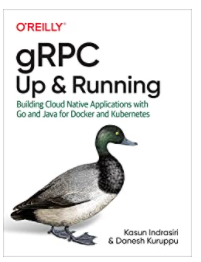 O'REILLY®
gRPC
Up & Running
Building Cloud Native Applications with
Go and Java for Docker and Kubernetes
Kasun Indrasiri
& Danesh Kuruppu